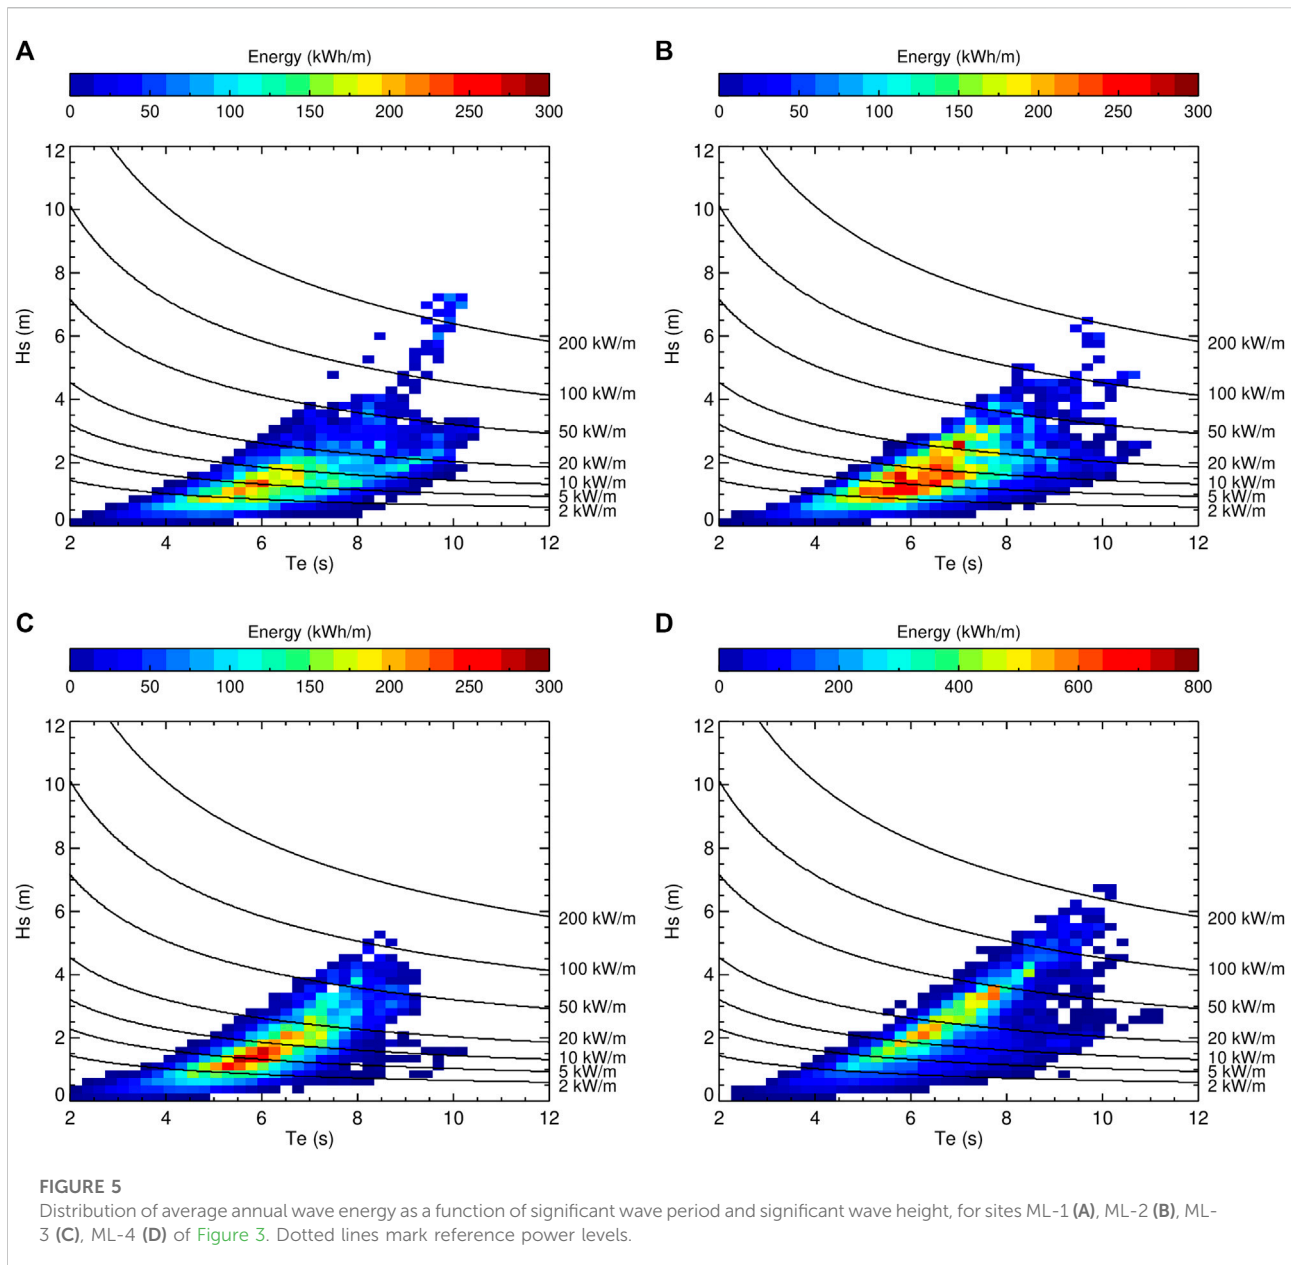 A
Energy (kWh/m)
0 50 100 150 200 250 300
12
10
8
6
4
2
0
Hs (m)
200 kW/m
100 kW/m
50 kW/m
20 kW/m
10 kW/m
5 kW/m
2 kW/m
2 4 6 8 10 12
Te (s)
B
Energy (kWh/m)
0 50 100 150 200 250 300
12
10
8
6
4
2
0
Hs (m)
200 kW/m
100 kW/m
50 kW/m
20 kW/m
10 kW/m
5 kW/m
2 kW/m
2 4 6 8 10 12
Te (s)
C
Energy (kWh/m)
0 50 100 150 200 250 300
12
10
8
6
4
2
0
Hs (m)
200 kW/m
100 kW/m
50 kW/m
20 kW/m
10 kW/m
5 kW/m
2 kW/m
2 4 6 8 10 12
Te (s)
D
Energy (kWh/m)
0 200 400 600 800
12
10
8
6
4
2
0
Hs (m)
200 kW/m
100 kW/m
50 kW/m
20 kW/m
10 kW/m
5 kW/m
2 kW/m
2 4 6 8 10 12
Te (s)
FIGURE 5
Distribution of average annual wave energy as a function of significant wave period and significant wave height, for sites ML-1 (A), ML-2 (B), ML-
3 (C), ML-4 (D) of Figure 3. Dotted lines mark reference power levels.